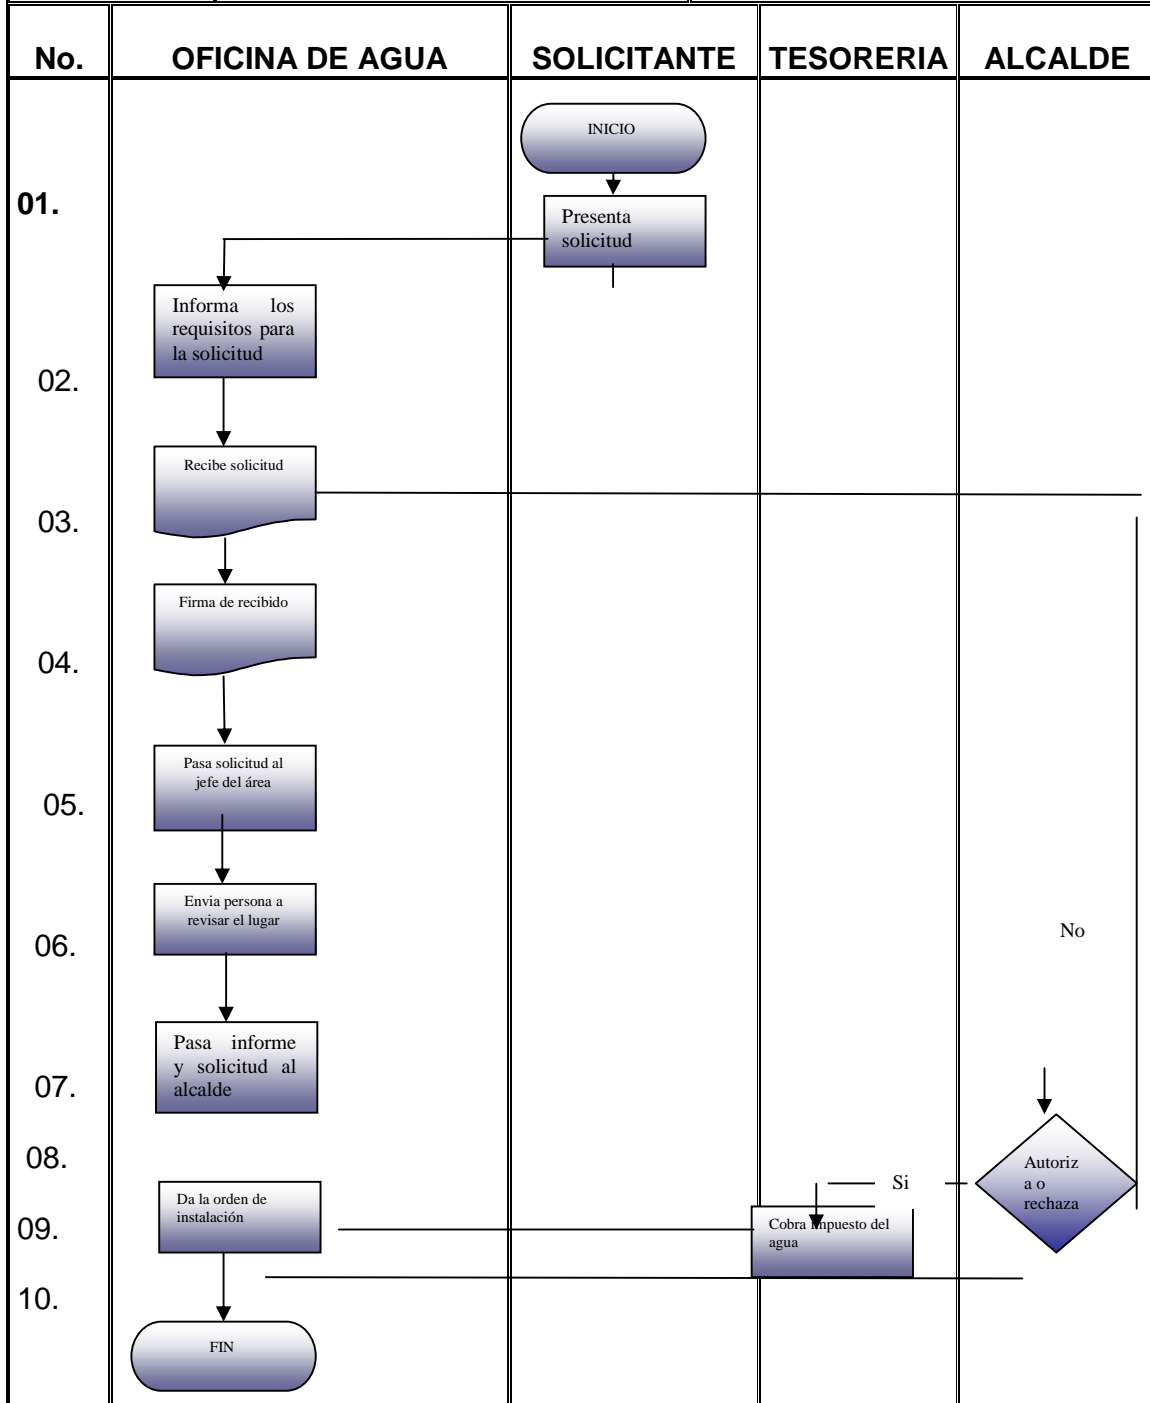 No.
OFICINA DE AGUA
SOLICITANTE
TESORERIA
ALCALDE
INICIO
01.
Presenta
solicitud
Informa los
requisitos para
la solicitud
02.
Recibe solicitud
03.
Firma de recibido
04.
Pasa solicitud al
jefe del área
05.
Envia persona a
revisar el lugar
06.
No
Pasa informe
y solicitud al
alcalde
07.
08.
Autoriz
a o
rechaza
Si
Da la orden de
instalación
09.
Cobra impuesto del
agua
10.
FIN